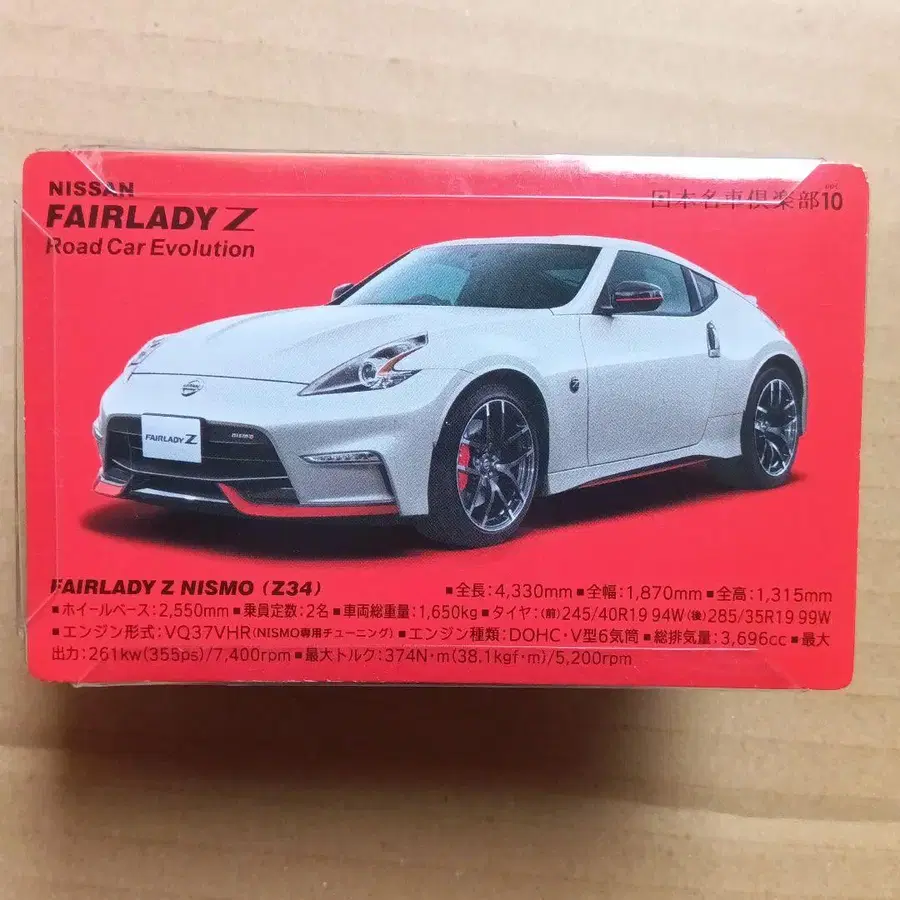 NISSAN
FAIRLADY Z
Road Car Evolution
日本名車倶楽部 10
FAIRLADY Z
nismo
FAIRLADY Z NISMO (Z34) ■全長:4,330mm ■全幅:1,870mm ■全高:1,315mm
■ホイールベース:2,550mm ■乗員定数:2名 ■車両総重量:1,650kg ■タイヤ:(前)245/40R19 94W(後)285/35R19 99W
■エンジン形式:VQ37VHR(NISMO専用チューニング) ■エンジン種類:DOHC・V型6気筒 ■総排気量:3,696cc ■最大
出力:261kw(355ps)/7,400rpm ■最大トルク:374N・m(38.1kgf・m)/5,200rpm